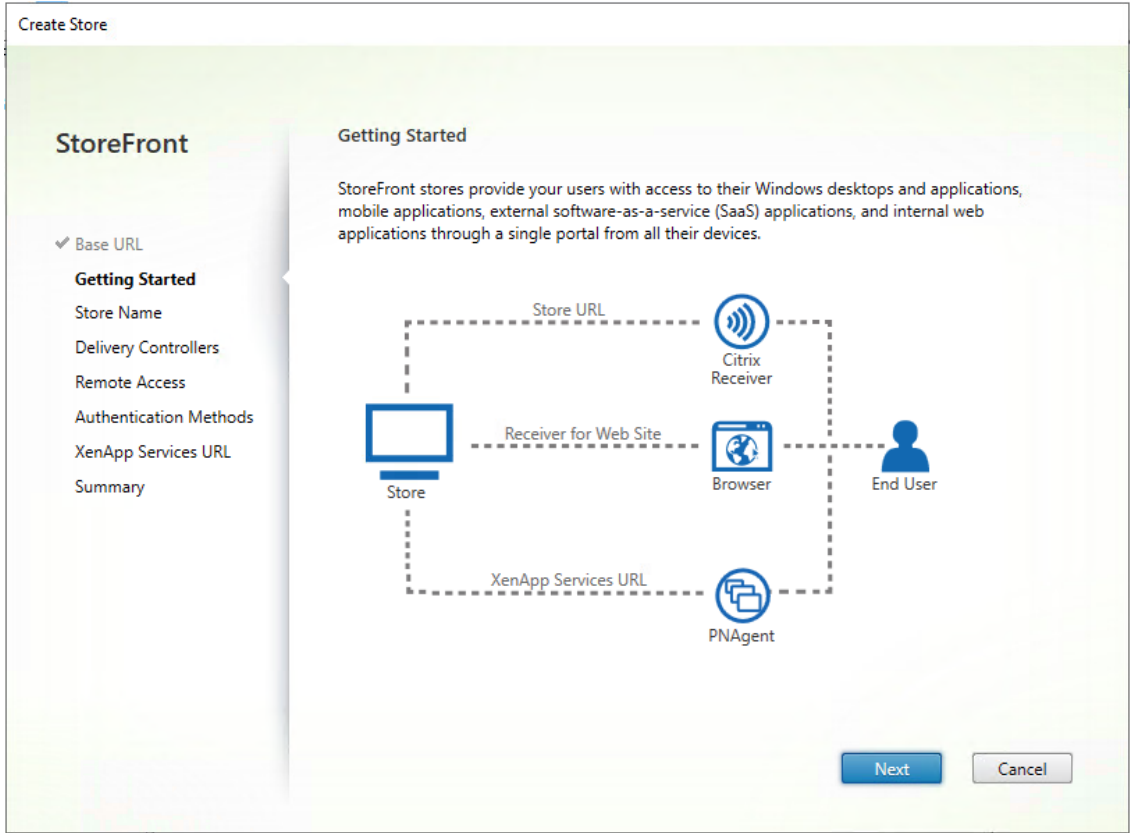 Create Store
StoreFront
Base URL
Getting Started
Store Name
Delivery Controllers
Remote Access
Authentication Methods
XenApp Services URL
Summary
Getting Started
StoreFront stores provide your users with access to their Windows desktops and applications,
mobile applications, external software-as-a-service (SaaS) applications, and internal web
applications through a single portal from all their devices.
Store URL
Citrix
Receiver
Receiver for Web Site
Store
Browser
End User
XenApp Services URL
PNAgent
Next
Cancel